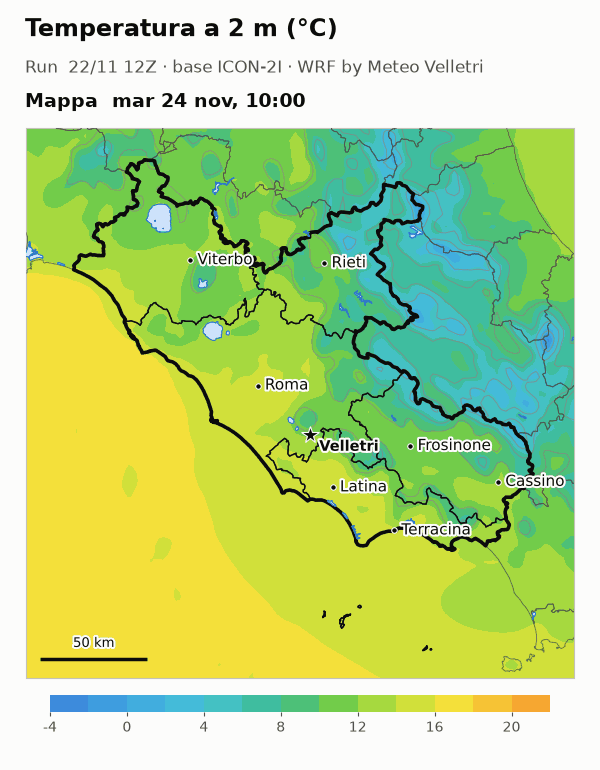 Temperatura a 2 m (°C)
Run  22/11 12Z · base ICON-2I · WRF by Meteo Velletri
Mappa  mar 24 nov, 10:00
Viterbo
Rieti
Roma
Velletri
Frosinone
Latina
Cassino
Terracina
50 km
-4 0 4 8 12 16 20